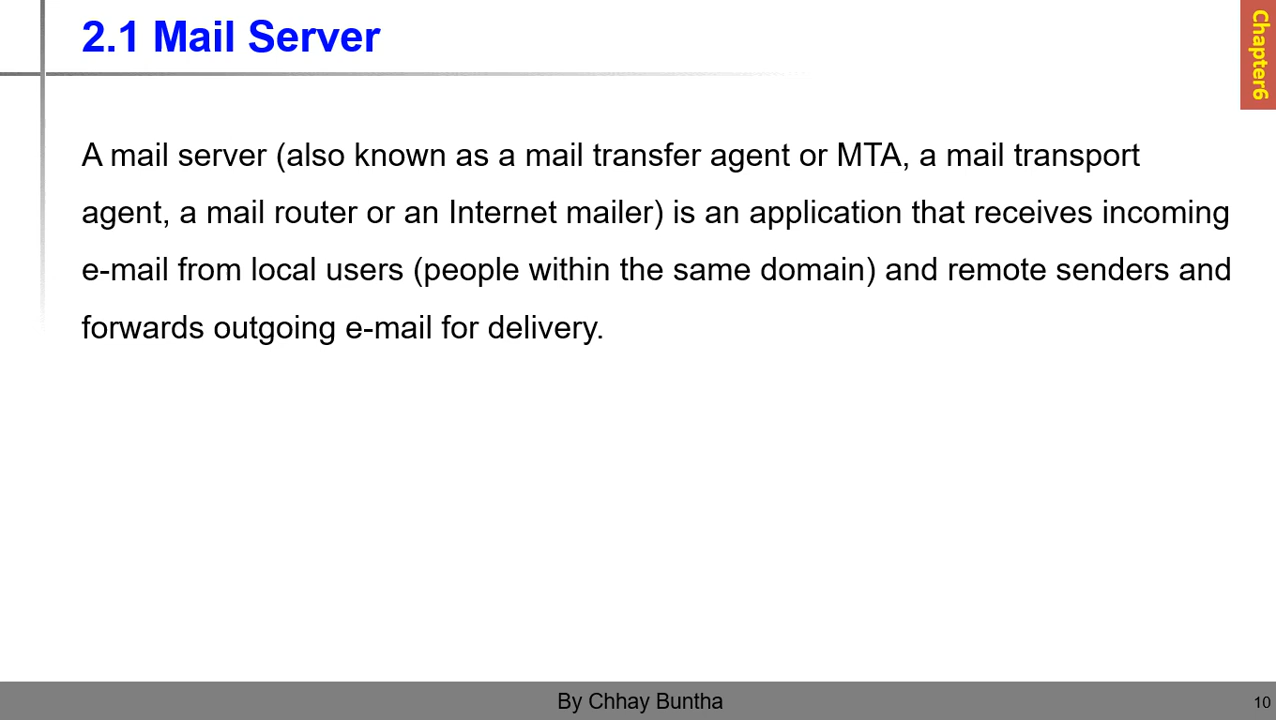 2.1 Mail Server
Chapter6
A mail server (also known as a mail transfer agent or MTA, a mail transport
agent, a mail router or an Internet mailer) is an application that receives incoming
e-mail from local users (people within the same domain) and remote senders and
forwards outgoing e-mail for delivery.
By Chhay Buntha
10